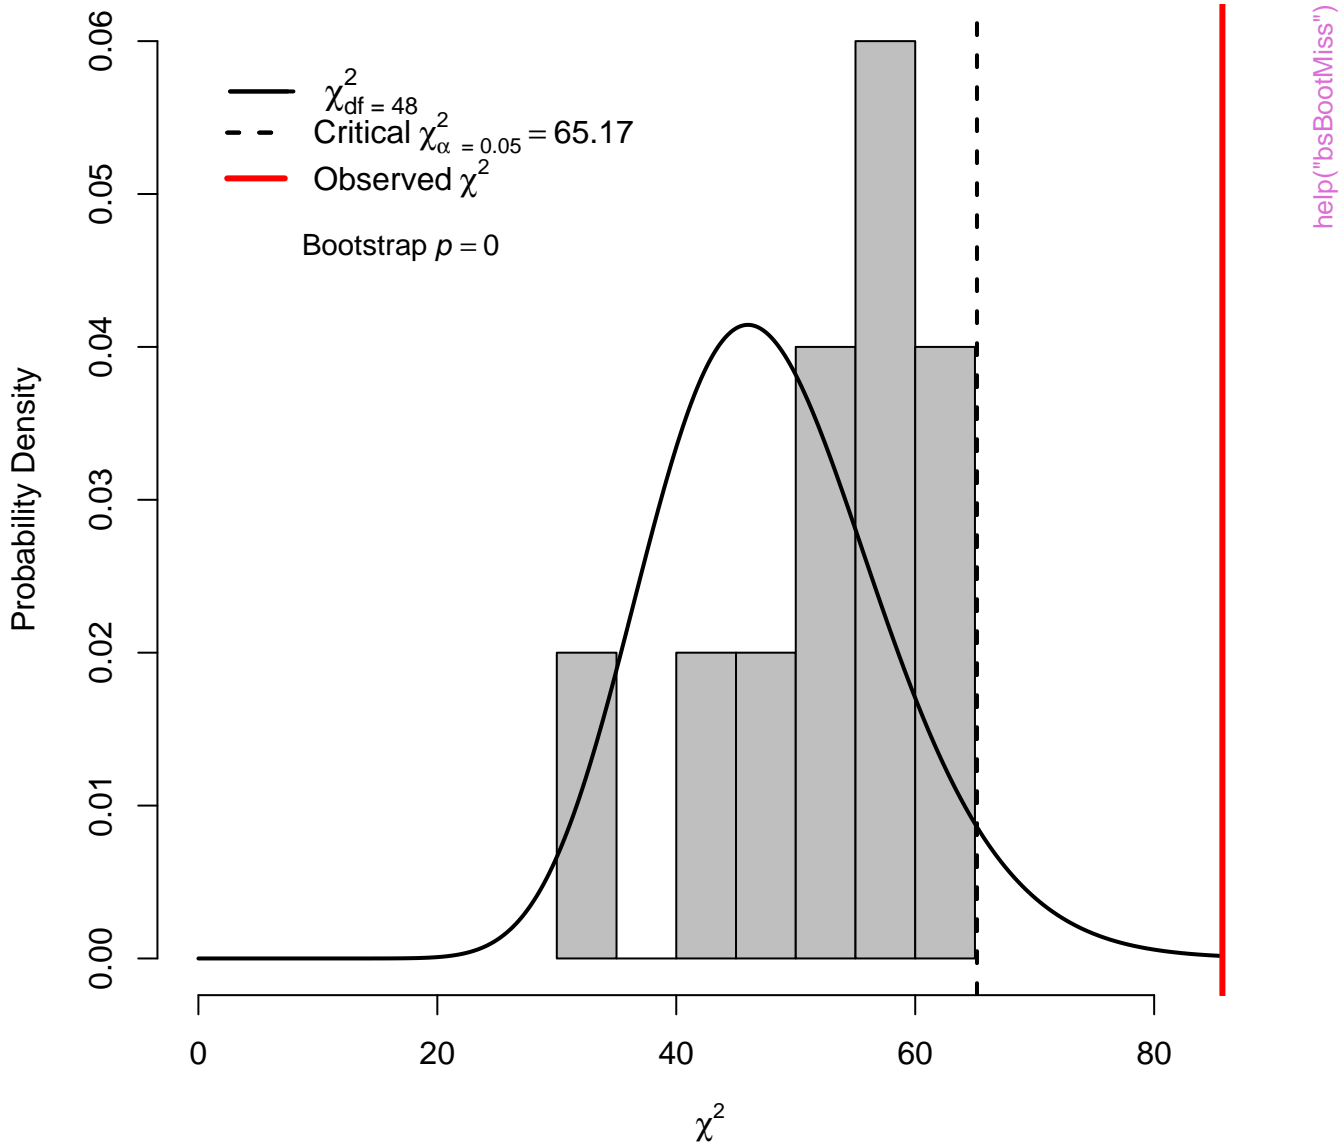 χ²df = 48
Critical χ²α = 0.05 = 65.17
Observed χ²
Bootstrap p = 0
Probability Density
0.00
0.01
0.02
0.03
0.04
0.05
0.06
0
20
40
60
80
χ²
help("bsBootMiss")